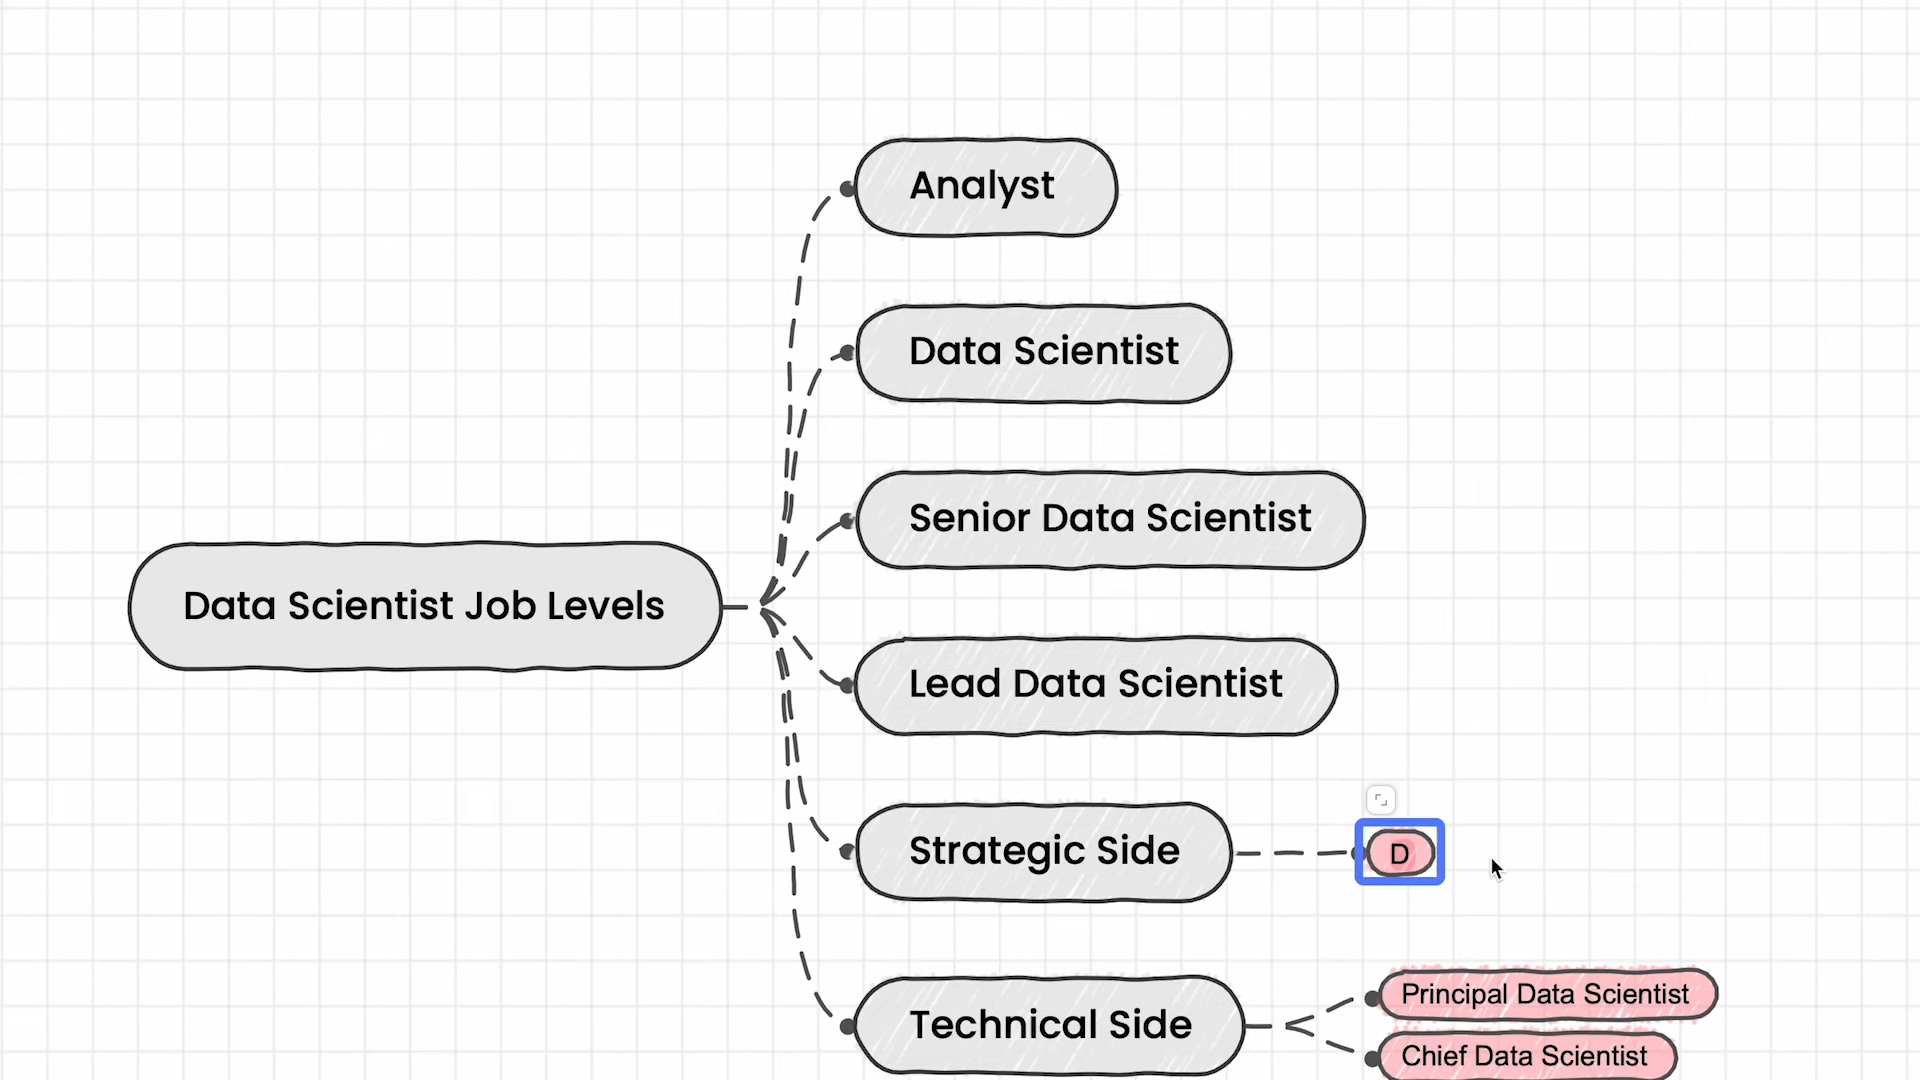 Analyst
Data Scientist
Senior Data Scientist
Data Scientist Job Levels
Lead Data Scientist
Strategic Side
D
Technical Side
Principal Data Scientist
Chief Data Scientist